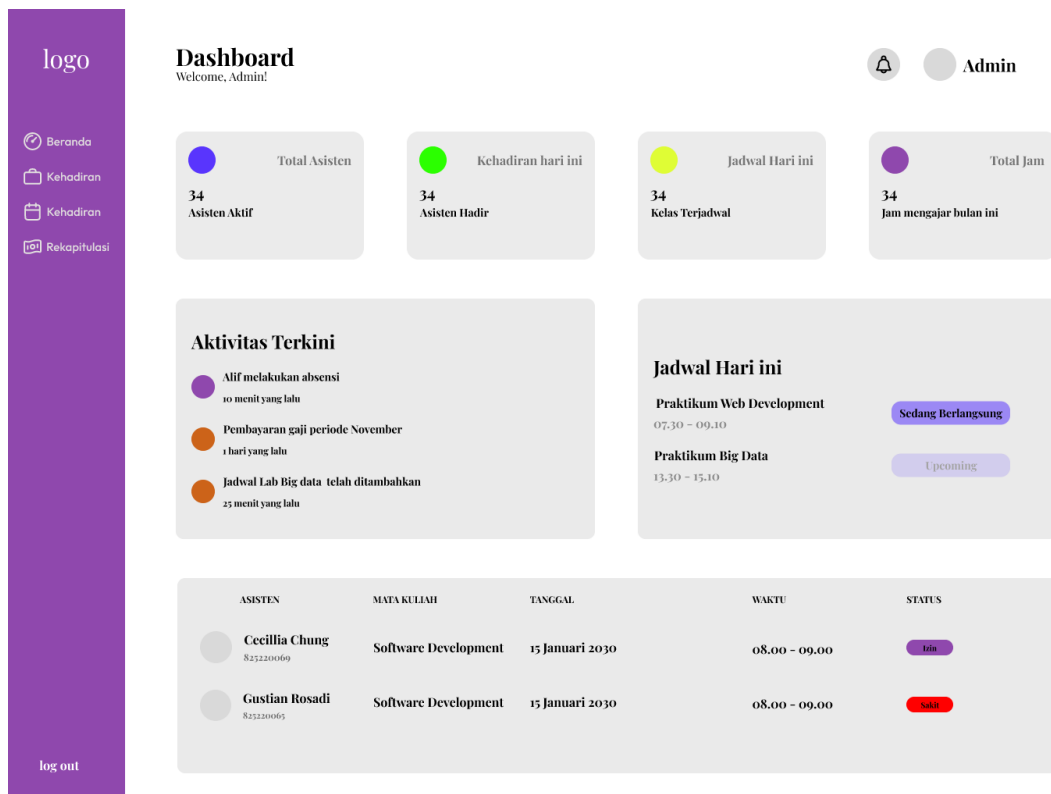 logo
Dashboard
Welcome, Admin!
Admin
Beranda
Kehadiran
Kehadiran
Rekapitulasi
Total Asisten
34
Asisten Aktif
Kehadiran hari ini
34
Asisten Hadir
Jadwal Hari ini
34
Kelas Terjadwal
Total Jam
34
Jam mengajar bulan ini
Aktivitas Terkini
Alif melakukan absensi
10 menit yang lalu
Pembayaran gaji periode November
1 hari yang lalu
Jadwal Lab Big data telah ditambahkan
25 menit yang lalu
Jadwal Hari ini
Praktikum Web Development
07.30 - 09.10
Sedang Berlangsung
Praktikum Big Data
13.30 - 15.10
Upcoming
ASISTEN MATA KULIAH TANGGAL WAKTU STATUS
Cecillia Chung
825220069
Software Development 15 Januari 2030 08.00 - 09.00 Izin
Gustian Rosadi
825220065
Software Development 15 Januari 2030 08.00 - 09.00 Sakit
log out